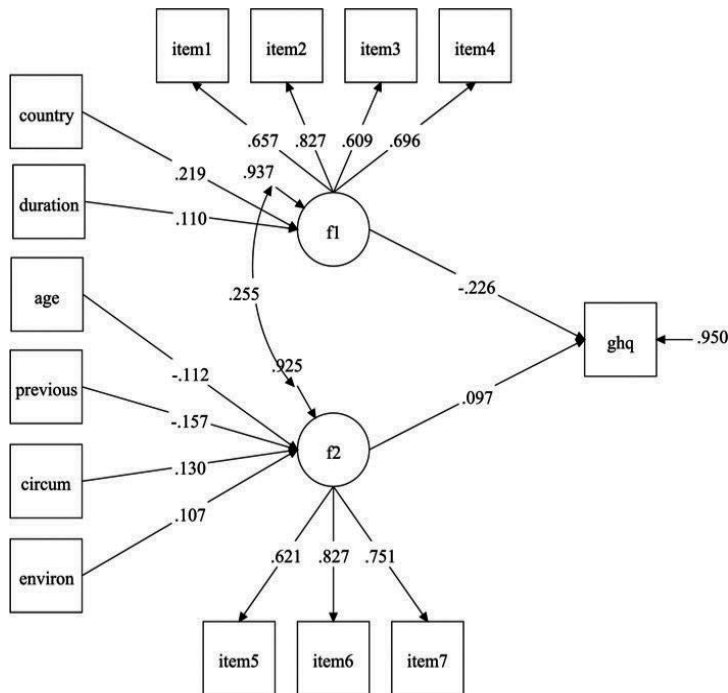 item1
item2
item3
item4
country
.657
.827
.609
.696
.219
.937
duration
.110
f1
age
.255
-.226
ghq
.950
-.112
.925
previous
-.157
.097
circum
.130
f2
.107
environ
.621
.827
.751
item5
item6
item7